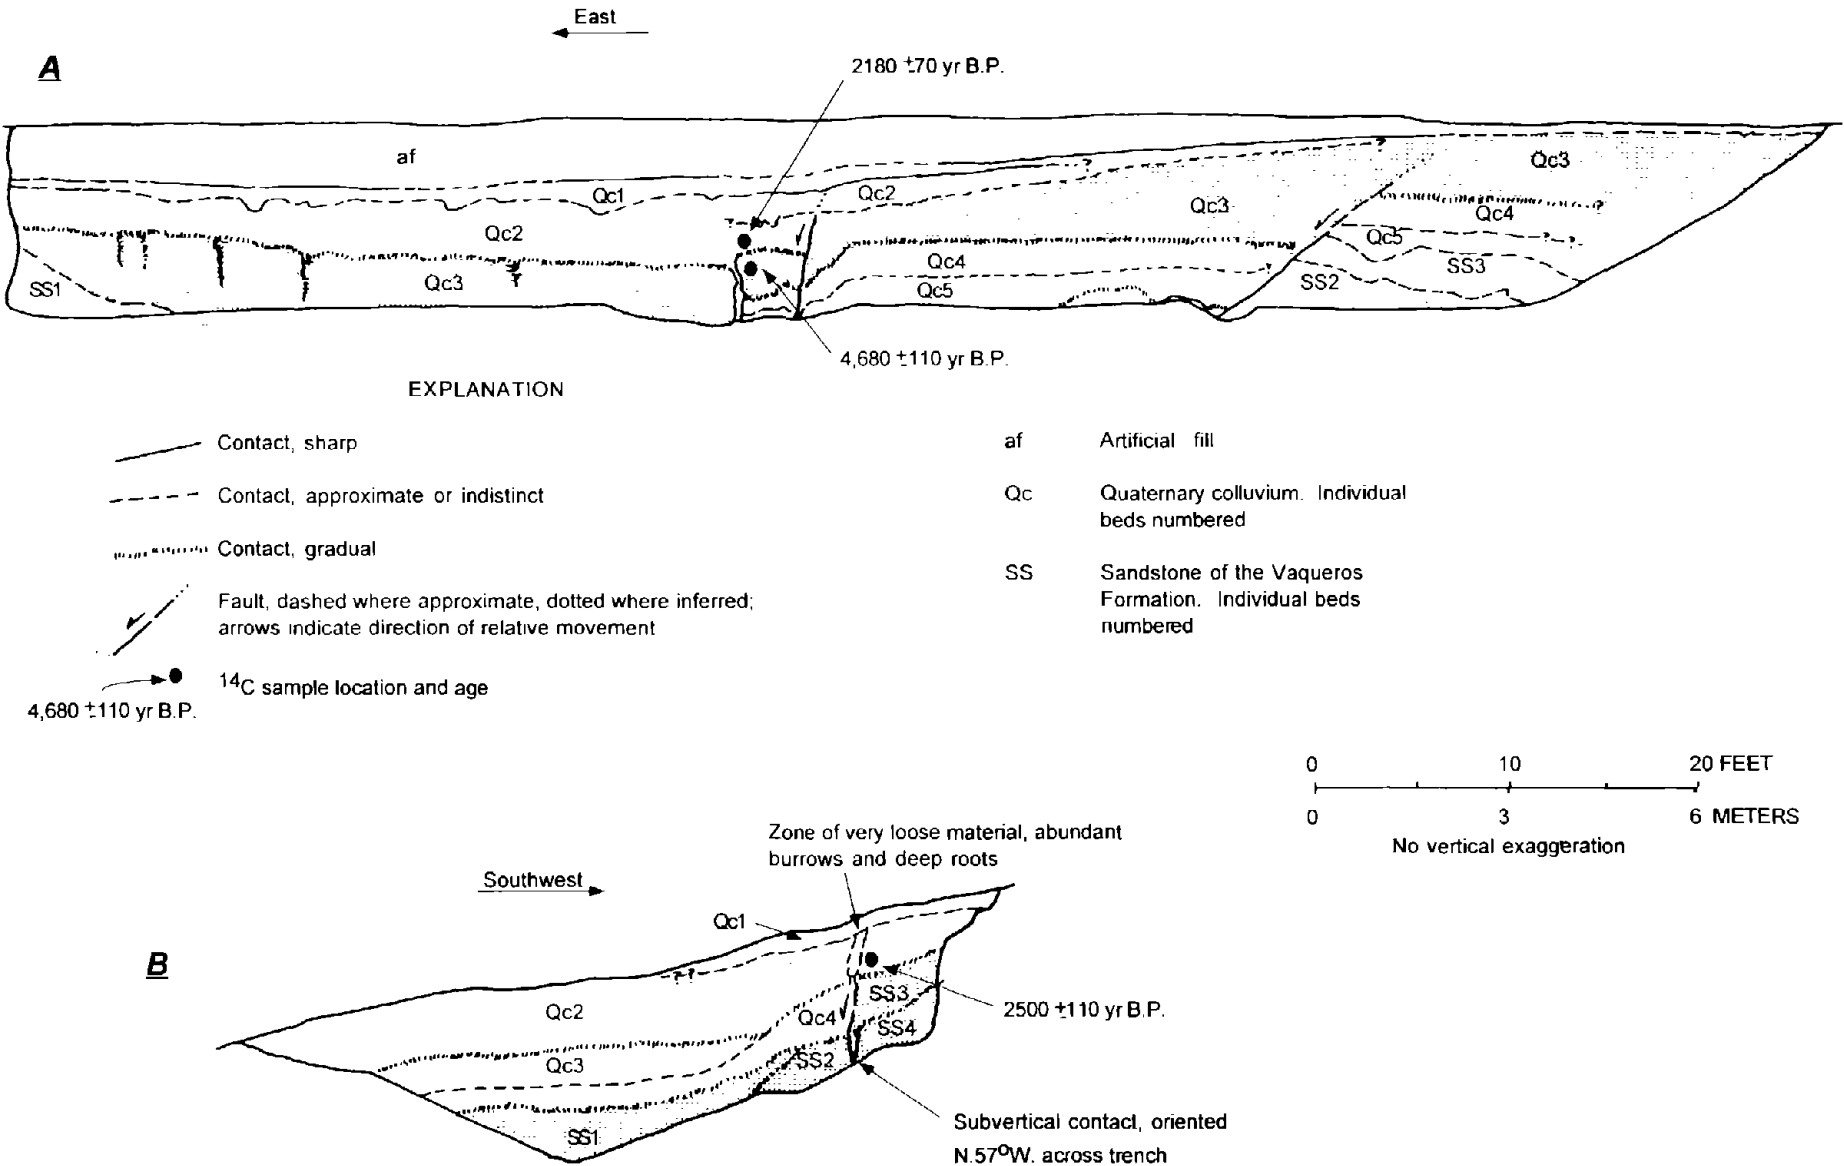 East
A
2180 ±70 yr B.P.
af
Qc3
Qc1
Qc2
Qc3
Qc4
Qc2
Qc5
Qc4
SS3
SS1
Qc3
Qc5
SS2
4,680 ±110 yr B.P.
EXPLANATION
Contact, sharp
Contact, approximate or indistinct
Contact, gradual
Fault, dashed where approximate, dotted where inferred;
arrows indicate direction of relative movement
14C sample location and age
4,680 ±110 yr B.P.
af Artificial fill
Qc Quaternary colluvium. Individual
beds numbered
SS Sandstone of the Vaqueros
Formation. Individual beds
numbered
0 10 20 FEET
0 3 6 METERS
No vertical exaggeration
Zone of very loose material, abundant
burrows and deep roots
Southwest
Qc1
B
? ?
SS3
2500 ±110 yr B.P.
Qc2
Qc4
SS4
Qc3
SS2
SS1
Subvertical contact, oriented
N.57°W. across trench